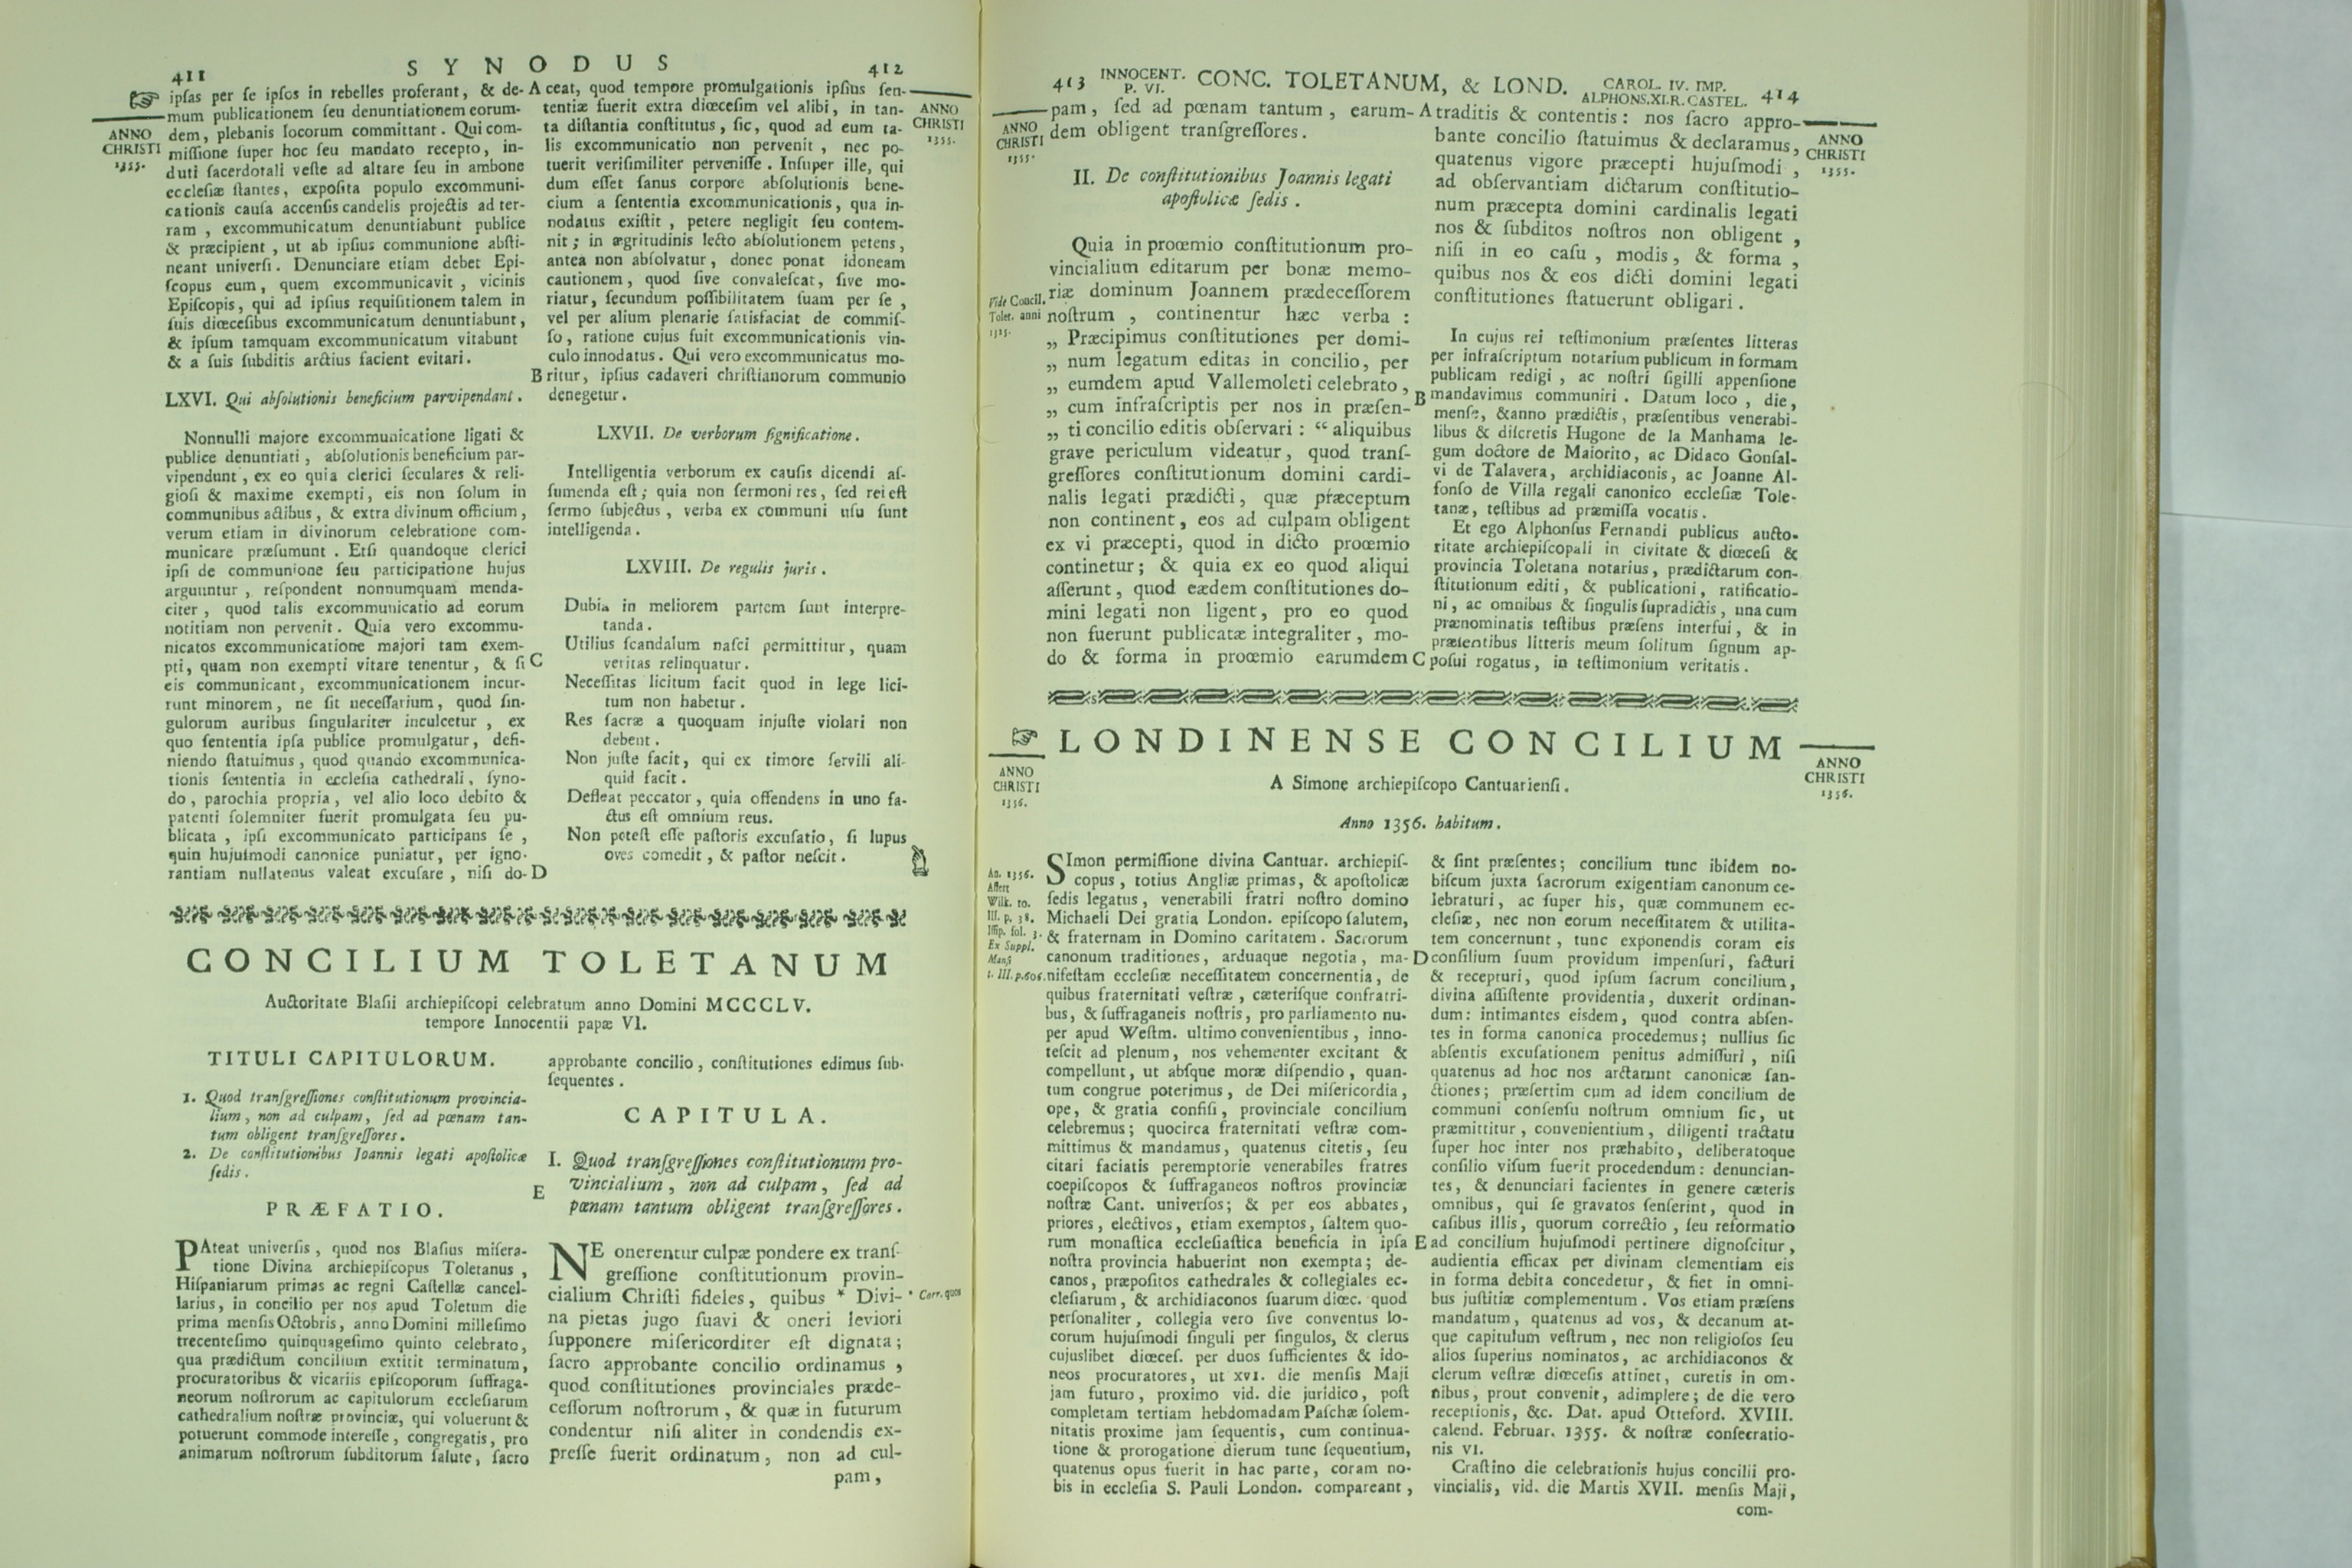 411
SYNODUS
412
ANNO
CHRISTI
1355.
ipſas per ſe ipſos in rebelles proferant, & de-
mum publicationem ſeu denuntiationem eorum-
dem, plebanis locorum committant. Qui com-
miſſione ſuper hoc ſeu mandato recepto, in-
duti ſacerdotali veſte ad altare ſeu in ambone
eccleſiæ ſtantes, expoſita populo excommuni-
cationis cauſa accenſis candelis projectis ad ter-
ram, excommunicatum denuntiabunt publice
& præcipient, ut ab ipſius communione abſti-
neant univerſi. Denunciare etiam debet Epi-
ſcopus eum, quem excommunicavit, vicinis
Epiſcopis, qui ad ipſius requiſitionem talem in
ſuis diœceſibus excommunicatum denuntiabunt,
& ipſum tamquam excommunicatum vitabunt
& a ſuis ſubditis arctius facient evitari.
LXVI. Qui abſolutionis beneficium parvipendant.
Nonnulli majore excommunicatione ligati &
publice denuntiati, abſolutionis beneficium par-
vipendunt, ex eo quia clerici ſeculares & reli-
gioſi & maxime exempti, eis non ſolum in
communibus actibus, & extra divinum officium,
verum etiam in divinorum celebratione com-
municare præſumunt. Etſi quandoque clerici
ipſi de communione ſeu participatione hujus
arguuntur, reſpondent nonnumquam menda-
citer, quod talis excommunicatio ad eorum
notitiam non pervenit. Quia vero excommu-
nicatos excommunicatione majori tam exem-
pti, quam non exempti vitare tenentur, & ſi
eis communicant, excommunicationem incur-
runt minorem, ne ſit neceſſarium, quod ſin-
gulorum auribus ſingulariter inculcetur, ex
quo ſententia ipſa publice promulgatur, defi-
niendo ſtatuimus, quod quando excommunica-
tionis ſententia in eccleſia cathedrali, ſyno-
do, parochia propria, vel alio loco debito &
patenti ſolemniter fuerit promulgata ſeu pu-
blicata, ipſi excommunicato participans ſe,
quin hujuſmodi canonice puniatur, per igno-
rantiam nullatenus valeat excuſare, niſi do-
A
B
C
D
ceat, quod tempore promulgationis ipſius ſen-
tentiæ fuerit extra diœceſim vel alibi, in tan-
ta diſtantia conſtitutus, ſic, quod ad eum ta-
lis excommunicatio non pervenit, nec po-
tuerit veriſimiliter perveniſſe. Inſuper ille, qui
dum eſſet ſanus corpore abſolutionis bene-
cium a ſententia excommunicationis, qua in-
nodatus exiſtit, petere negligit ſeu contem-
nit; in ægritudinis lecto abſolutionem petens,
antea non abſolvatur, donec ponat idoneam
cautionem, quod ſive convaleſcat, ſive mo-
riatur, ſecundum poſſibilitatem ſuam per ſe,
vel per alium plenarie ſatisfaciat de commiſ-
ſo, ratione cujus fuit excommunicationis vin-
culo innodatus. Qui vero excommunicatus mo-
ritur, ipſius cadaveri chriſtianorum communio
denegetur.
LXVII. De verborum ſignificatione.
Intelligentia verborum ex cauſis dicendi aſ-
ſumenda eſt; quia non ſermoni res, ſed rei eſt
ſermo ſubjectus, verba ex communi uſu ſunt
intelligenda.
LXVIII. De regulis juris.
Dubia in meliorem partem ſunt interpre-
tanda.
Utilius ſcandalum naſci permittitur, quam
veritas relinquatur.
Neceſſitas licitum facit quod in lege lici-
tum non habetur.
Res ſacræ a quoquam injuſte violari non
debent.
Non juſte facit, qui ex timore ſervili ali-
quid facit.
Defleat peccator, quia offendens in uno fa-
ctus eſt omnium reus.
Non poteſt eſſe paſtoris excuſatio, ſi lupus
oves comedit, & paſtor neſcit.
ANNO
CHRISTI
1355.
CONCILIUM TOLETANUM
Auctoritate Blaſii archiepiſcopi celebratum anno Domini MCCCLV.
tempore Innocentii papæ VI.
TITULI CAPITULORUM.
1. Quod tranſgreſſiones conſtitutionum provincia-
lium, non ad culpam, ſed ad pœnam tan-
tum obligent tranſgreſſores.
2. De conſtitutionibus Joannis legati apoſtolicæ
ſedis.
PRÆFATIO.
PAteat univerſis, quod nos Blaſius miſera-
tione Divina archiepiſcopus Toletanus,
Hiſpaniarum primas ac regni Caſtellæ cancel-
larius, in concilio per nos apud Toletum die
prima menſis Octobris, anno Domini milleſimo
trecenteſimo quinquageſimo quinto celebrato,
qua prædictum concilium extitit terminatum,
procuratoribus & vicariis epiſcoporum ſuffraga-
neorum noſtrorum ac capitulorum eccleſiarum
cathedralium noſtræ provinciæ, qui voluerunt &
potuerunt commode intereſſe, congregatis, pro
animarum noſtrorum ſubditorum ſalute, ſacro
E
approbante concilio, conſtitutiones edimus ſub-
ſequentes.
CAPITULA.
I. Quod tranſgreſſiones conſtitutionum pro-
vincialium, non ad culpam, ſed ad
pœnam tantum obligent tranſgreſſores.
NE onerentur culpæ pondere ex tranſ-
greſſione conſtitutionum provin-
cialium Chriſti fideles, quibus * Divi-
na pietas jugo ſuavi & oneri leviori
ſupponere miſericorditer eſt dignata;
ſacro approbante concilio ordinamus,
quod conſtitutiones provinciales præde-
ceſſorum noſtrorum, & quæ in futurum
condentur niſi aliter in condendis ex-
preſſe fuerit ordinatum, non ad cul-
pam,
* Corr. quos
413
INNOCENT.
P. VI.
CONC. TOLETANUM, & LOND.
CAROL. IV. IMP.
ALPHONS.XI.R.CASTEL.
414
ANNO
CHRISTI
1355.
pam, ſed ad pœnam tantum, earum-
dem obligent tranſgreſſores.
II. De conſtitutionibus Joannis legati
apoſtolicæ ſedis.
Quia in proœmio conſtitutionum pro-
vincialium editarum per bonæ memo-
riæ dominum Joannem prædeceſſorem
noſtrum, continentur hæc verba:
„ Præcipimus conſtitutiones per domi-
„ num legatum editas in concilio, per
„ eumdem apud Vallemoleti celebrato,
„ cum infraſcriptis per nos in præſen-
„ ti concilio editis obſervari: “ aliquibus
grave periculum videatur, quod tranſ-
greſſores conſtitutionum domini cardi-
nalis legati prædicti, quæ præceptum
non continent, eos ad culpam obligent
ex vi præcepti, quod in dicto proœmio
continetur; & quia ex eo quod aliqui
aſſerunt, quod eædem conſtitutiones do-
mini legati non ligent, pro eo quod
non fuerunt publicatæ integraliter, mo-
do & forma in proœmio earumdem
Vide Concil.
Tolet. anni
1325.
A
B
C
traditis & contentis: nos ſacro appro-
bante concilio ſtatuimus & declaramus,
quatenus vigore præcepti hujuſmodi,
ad obſervantiam dictarum conſtitutio-
num præcepta domini cardinalis legati
nos & ſubditos noſtros non obligent,
niſi in eo caſu, modis, & forma,
quibus nos & eos dicti domini legati
conſtitutiones ſtatuerunt obligari.
In cujus rei teſtimonium præſentes litteras
per infraſcriptum notarium publicum in formam
publicam redigi, ac noſtri ſigilli appenſione
mandavimus communiri. Datum loco, die,
menſe, & anno prædictis, præſentibus venerabi-
libus & diſcretis Hugone de la Manhama le-
gum doctore de Maiorito, ac Didaco Gonſal-
vi de Talavera, archidiaconis, ac Joanne Al-
fonſo de Villa regali canonico eccleſiæ Tole-
tanæ, teſtibus ad præmiſſa vocatis.
Et ego Alphonſus Fernandi publicus aucto-
ritate archiepiſcopali in civitate & diœceſi &
provincia Toletana notarius, prædictarum con-
ſtitutionum editi, & publicationi, ratificatio-
ni, ac omnibus & ſingulis ſupradictis, una cum
prænominatis teſtibus præſens interfui, & in
præſentibus litteris meum ſolitum ſignum ap-
poſui rogatus, in teſtimonium veritatis.
ANNO
CHRISTI
1355.
LONDINENSE CONCILIUM
A Simone archiepiſcopo Cantuarienſi.
Anno 1356. habitum.
ANNO
CHRISTI
1356.
ANNO
CHRISTI
1356.
An. 1356.
Affert
Wilk. to.
III. p. 38.
Iſlip. fol. 3.
Ex Suppl.
Manſi
t. III. p.605.
SImon permiſſione divina Cantuar. archiepiſ-
copus, totius Angliæ primas, & apoſtolicæ
ſedis legatus, venerabili fratri noſtro domino
Michaeli Dei gratia London. epiſcopo ſalutem,
& fraternam in Domino caritatem. Sacrorum
canonum traditiones, arduaque negotia, ma-
nifeſtam eccleſiæ neceſſitatem concernentia, de
quibus fraternitati veſtræ, cæteriſque confratri-
bus, & ſuffraganeis noſtris, pro parliamento nu-
per apud Weſtm. ultimo convenientibus, inno-
teſcit ad plenum, nos vehementer excitant &
compellunt, ut abſque moræ diſpendio, quan-
tum congrue poterimus, de Dei miſericordia,
ope, & gratia confiſi, provinciale concilium
celebremus; quocirca fraternitati veſtræ com-
mittimus & mandamus, quatenus citetis, ſeu
citari faciatis peremptorie venerabiles fratres
coepiſcopos & ſuffraganeos noſtros provinciæ
noſtræ Cant. univerſos; & per eos abbates,
priores, electivos, etiam exemptos, ſaltem quo-
rum monaſtica eccleſiaſtica beneficia in ipſa
noſtra provincia habuerint non exempta; de-
canos, præpoſitos cathedrales & collegiales ec-
cleſiarum, & archidiaconos ſuarum diœc. quod
perſonaliter, collegia vero ſive conventus lo-
corum hujuſmodi ſinguli per ſingulos, & clerus
cujuslibet diœceſ. per duos ſufficientes & ido-
neos procuratores, ut XVI. die menſis Maji
jam futuro, proximo vid. die juridico, poſt
completam tertiam hebdomadam Paſchæ ſolem-
nitatis proxime jam ſequentis, cum continua-
tione & prorogatione dierum tunc ſequentium,
quatenus opus fuerit in hac parte, coram no-
bis in eccleſia S. Pauli London. compareant,
D
E
& ſint præſentes; concilium tunc ibidem no-
biſcum juxta ſacrorum exigentiam canonum ce-
lebraturi, ac ſuper his, quæ communem ec-
cleſiæ, nec non eorum neceſſitatem & utilita-
tem concernunt, tunc exponendis coram eis
conſilium ſuum providum impenſuri, facturi
& recepturi, quod ipſum ſacrum concilium,
divina aſſiſtente providentia, duxerit ordinan-
dum: intimantes eisdem, quod contra abſen-
tes in forma canonica procedemus; nullius ſic
abſentis excuſationem penitus admiſſuri, niſi
quatenus ad hoc nos arctarunt canonicæ ſan-
ctiones; præſertim cum ad idem concilium de
communi conſenſu noſtrum omnium ſic, ut
præmittitur, convenientium, diligenti tractatu
ſuper hoc inter nos præhabito, deliberatoque
conſilio viſum fuerit procedendum: denuncian-
tes, & denunciari facientes in genere cæteris
omnibus, qui ſe gravatos ſenſerint, quod in
caſibus illis, quorum correctio, ſeu reformatio
ad concilium hujuſmodi pertinere dignoſcitur,
audientia efficax per divinam clementiam eis
in forma debita concedetur, & fiet in omni-
bus juſtitiæ complementum. Vos etiam præſens
mandatum, quatenus ad vos, & decanum at-
que capitulum veſtrum, nec non religioſos ſeu
alios ſuperius nominatos, ac archidiaconos &
clerum veſtræ diœceſis attinet, curetis in om-
nibus, prout convenit, adimplere; de die vero
receptionis, &c. Dat. apud Otteford. XVIII.
calend. Februar. 1355. & noſtræ conſecratio-
nis VI.
Craſtino die celebrationis hujus concilii pro-
vincialis, vid. die Martis XVII. menſis Maji,
com-